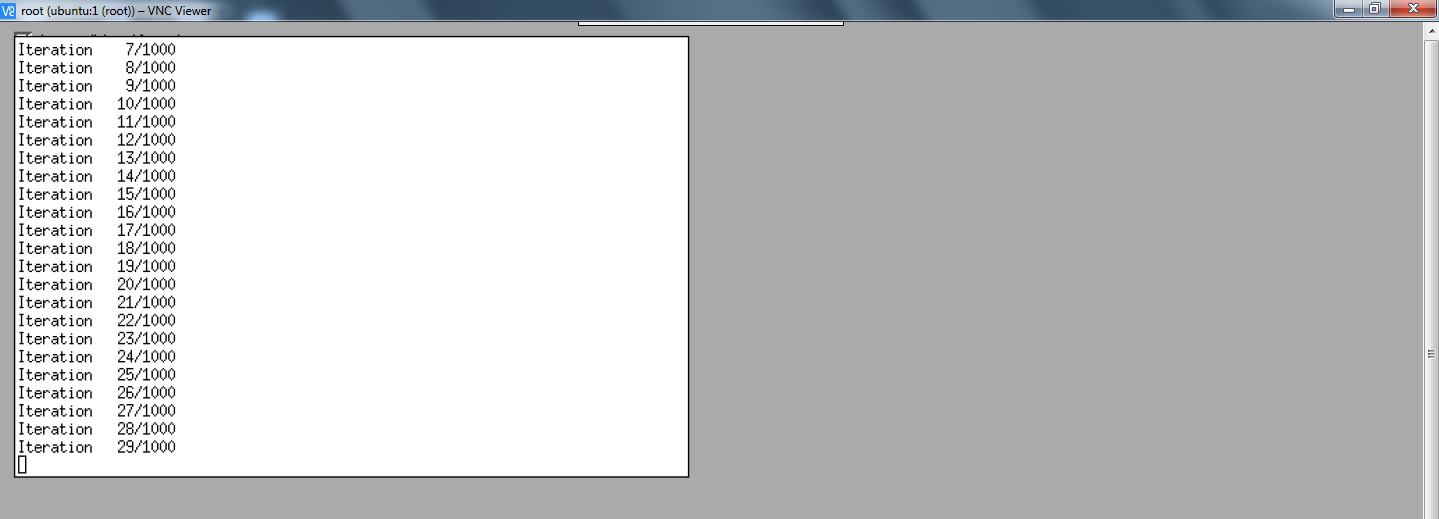 root (ubuntu:1 (root)) – VNC Viewer
Iteration    7/1000
Iteration    8/1000
Iteration    9/1000
Iteration   10/1000
Iteration   11/1000
Iteration   12/1000
Iteration   13/1000
Iteration   14/1000
Iteration   15/1000
Iteration   16/1000
Iteration   17/1000
Iteration   18/1000
Iteration   19/1000
Iteration   20/1000
Iteration   21/1000
Iteration   22/1000
Iteration   23/1000
Iteration   24/1000
Iteration   25/1000
Iteration   26/1000
Iteration   27/1000
Iteration   28/1000
Iteration   29/1000